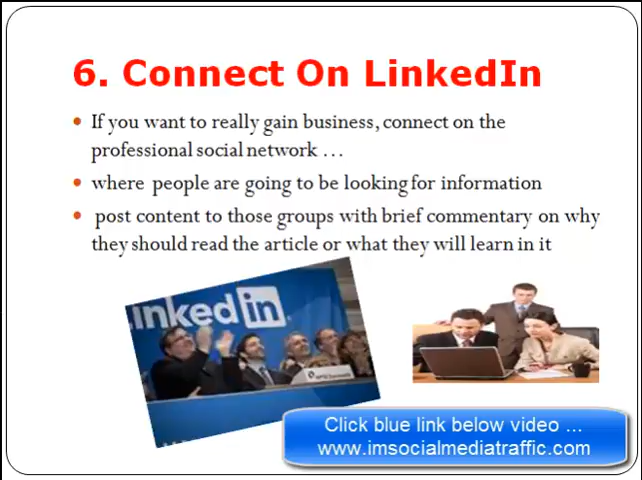 6. Connect On LinkedIn
If you want to really gain business, connect on the
professional social network …
where people are going to be looking for information
post content to those groups with brief commentary on why
they should read the article or what they will learn in it
Linked in
Click blue link below video ...
www.imsocialmediatraffic.com